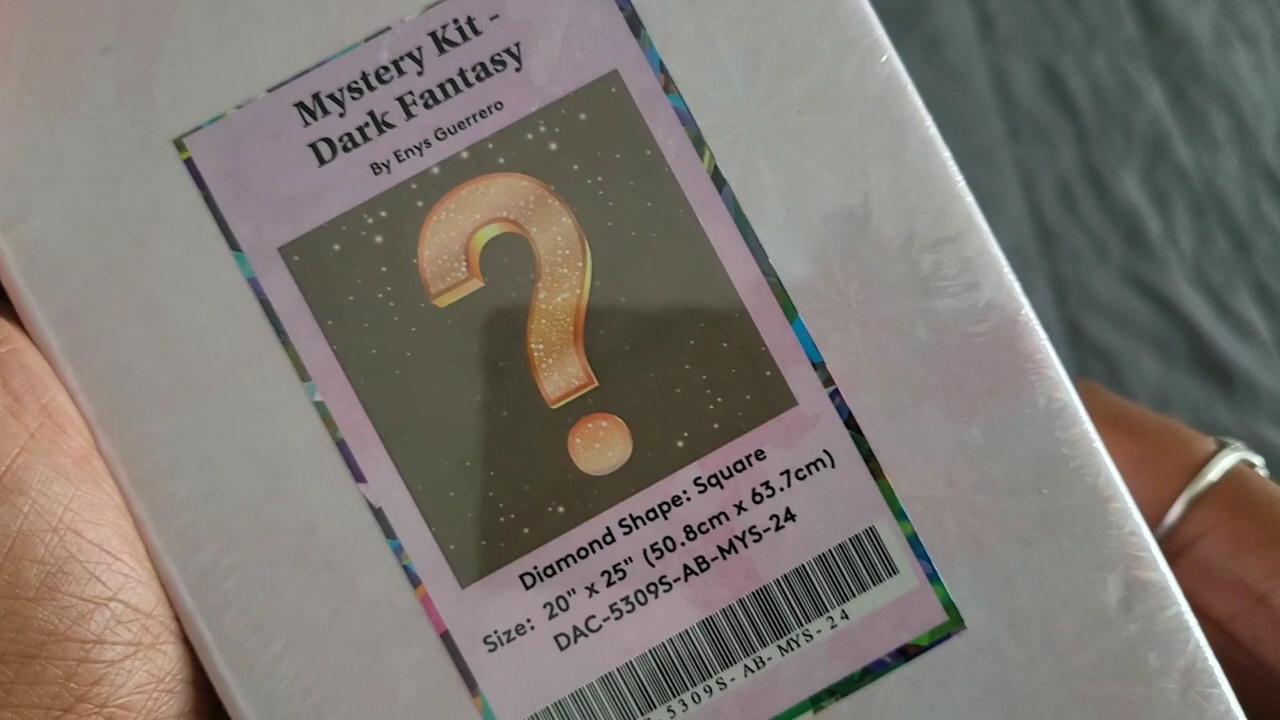 Mystery Kit -
Dark Fantasy
By Enys Guerrero
?
Diamond Shape: Square
Size: 20" x 25" (50.8cm x 63.7cm)
DAC-5309S-AB-MYS-24
5309S-AB-MYS-24